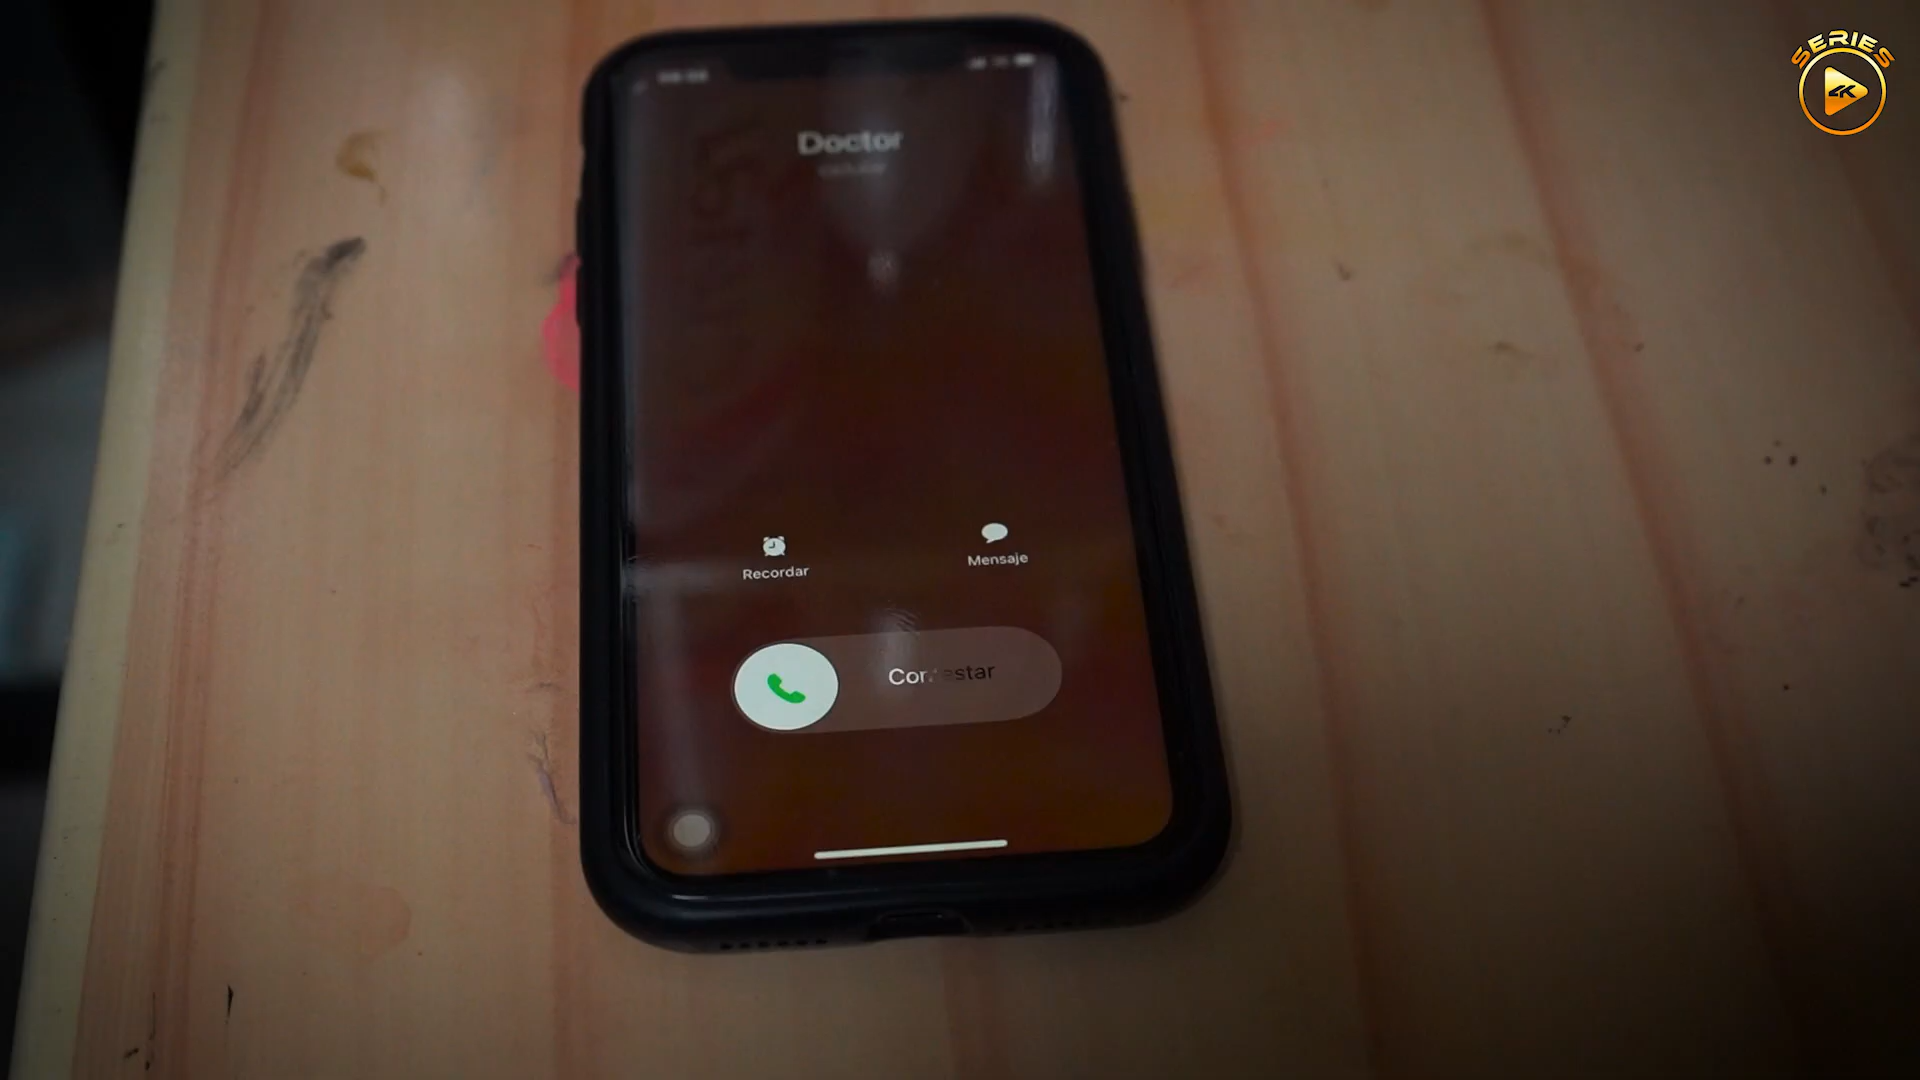 SERIES
4K
Doctor
Recordar
Mensaje
Contestar